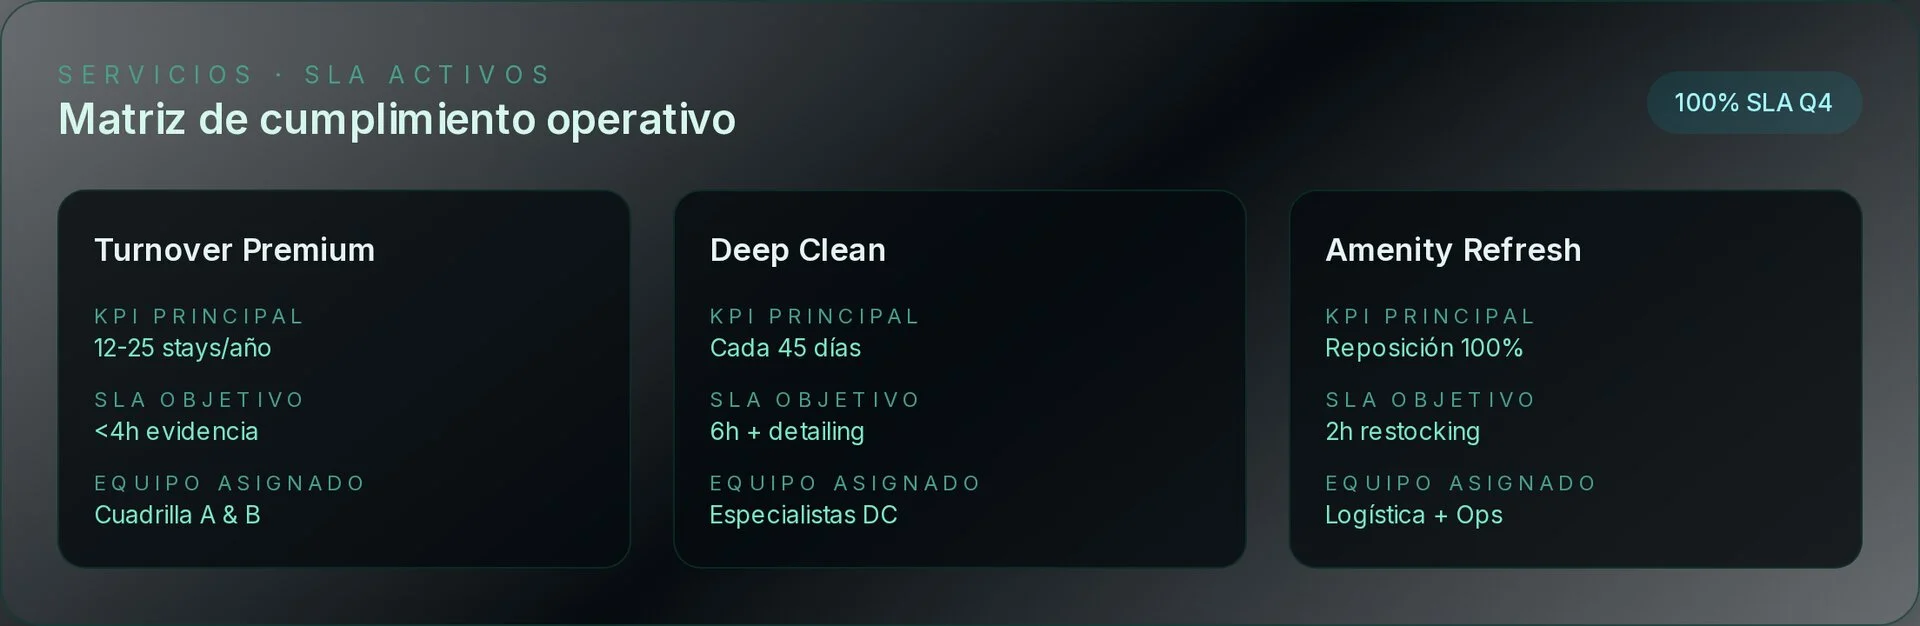 SERVICIOS · SLA ACTIVOS
Matriz de cumplimiento operativo
100% SLA Q4
Turnover Premium
KPI PRINCIPAL
12-25 stays/año
SLA OBJETIVO
<4h evidencia
EQUIPO ASIGNADO
Cuadrilla A & B
Deep Clean
KPI PRINCIPAL
Cada 45 días
SLA OBJETIVO
6h + detailing
EQUIPO ASIGNADO
Especialistas DC
Amenity Refresh
KPI PRINCIPAL
Reposición 100%
SLA OBJETIVO
2h restocking
EQUIPO ASIGNADO
Logística + Ops